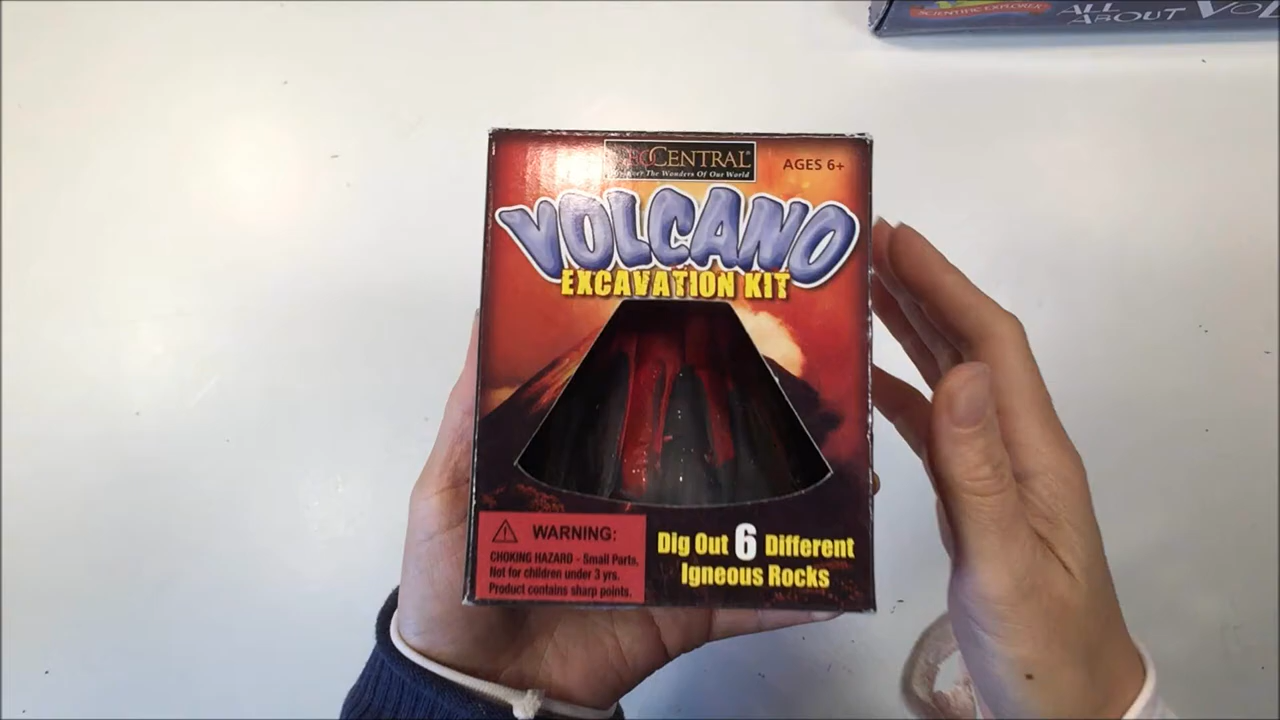 SCIENTIFIC EXPLORER
ALL
ABOUT
CENTRAL
The Wonders Of Our World
AGES 6+
VOLCANO
EXCAVATION KIT
WARNING:
CHOKING HAZARD - Small Parts.
Not for children under 3 yrs.
Product contains sharp points.
Dig Out 6 Different
Igneous Rocks